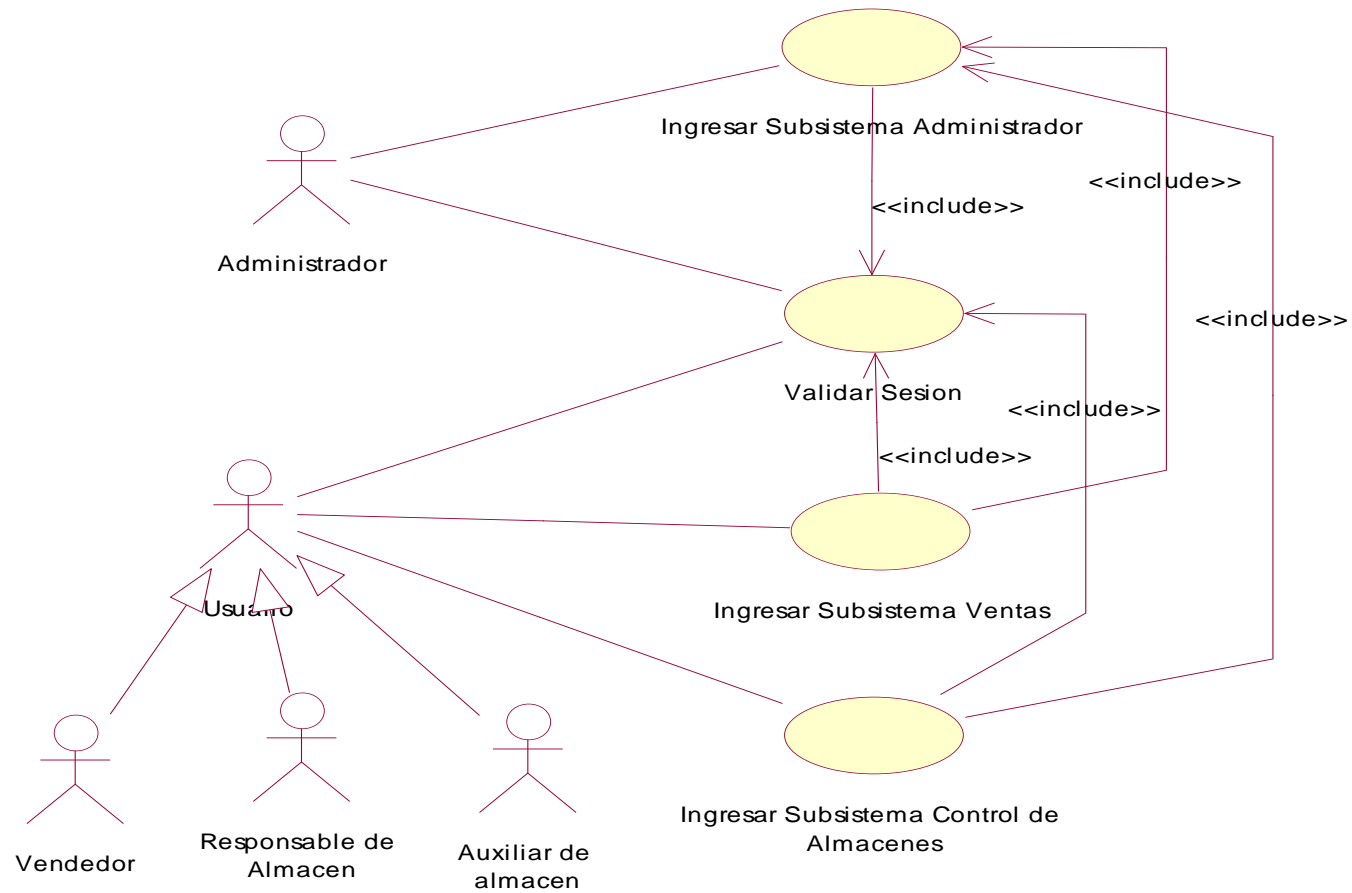 Ingresar Subsistema Administrador
<<include>>
<<include>>
Administrador
<<include>>
Validar Sesion
<<include>>
<<include>>
Usuario
Ingresar Subsistema Ventas
Ingresar Subsistema Control de
Almacenes
Vendedor
Responsable de
Almacen
Auxiliar de
almacen